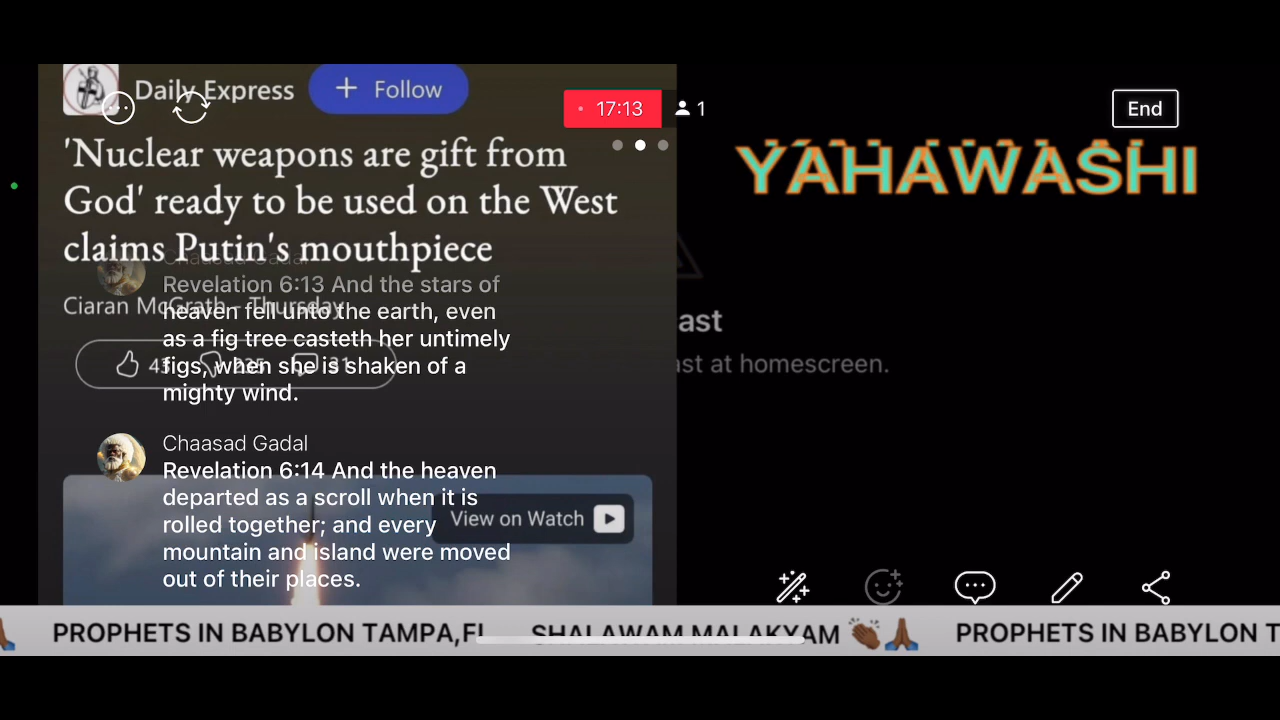 Daily Express
+ Follow
17:13
1
End
'Nuclear weapons are gift from
God' ready to be used on the West
claims Putin's mouthpiece
YAHAWASHI
Chaasad Gadal
Revelation 6:13 And the stars of
heaven fell unto the earth, even
as a fig tree casteth her untimely
figs, when she is shaken of a
mighty wind.
Ciaran McGrath - Thursday
ast
ast at homescreen.
Chaasad Gadal
Revelation 6:14 And the heaven
departed as a scroll when it is
rolled together; and every
mountain and island were moved
out of their places.
View on Watch
PROPHETS IN BABYLON TAMPA,FL SHALAWAM MALAKYAM 👏🏾🙏🏾 PROPHETS IN BABYLON T